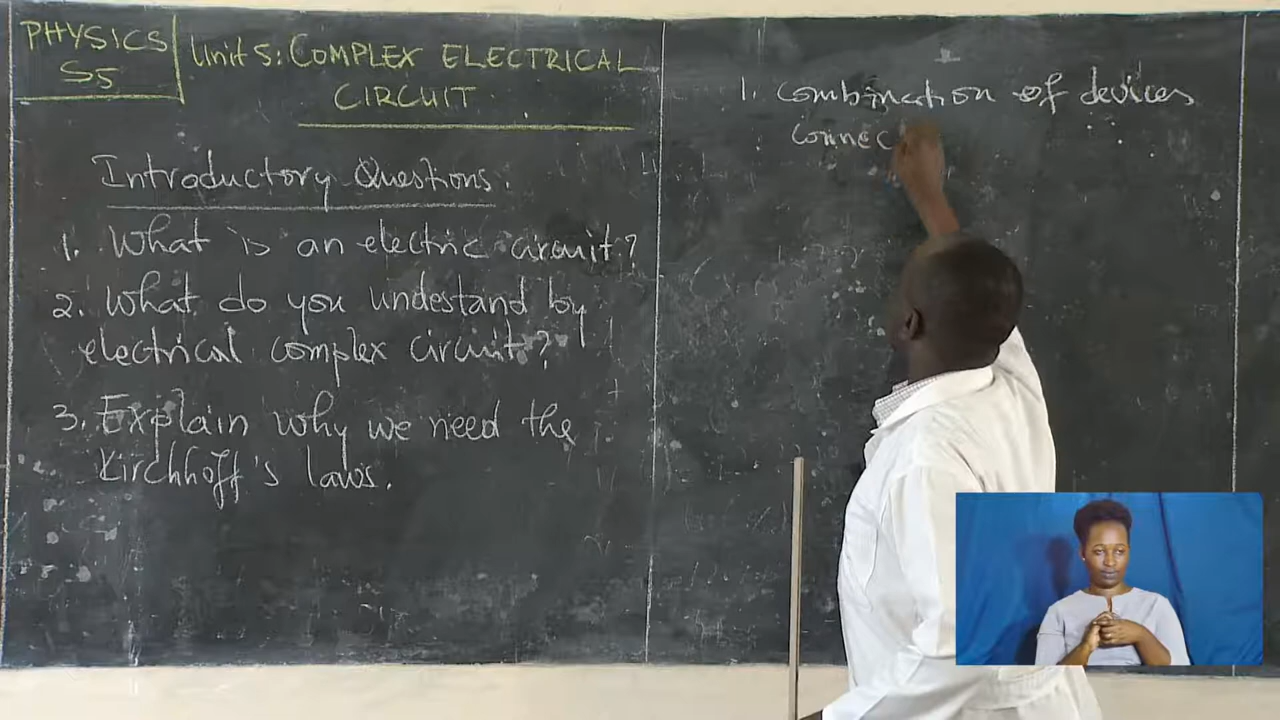 PHYSICS
S5
Unit 5: COMPLEX ELECTRICAL
CIRCUIT
Introductory Questions.
1. What is an electric circuit?
2. What do you undestand by
electrical complex circuit?
3. Explain why we need the
Kirchhoff's laws.
1. combination of devices
connec